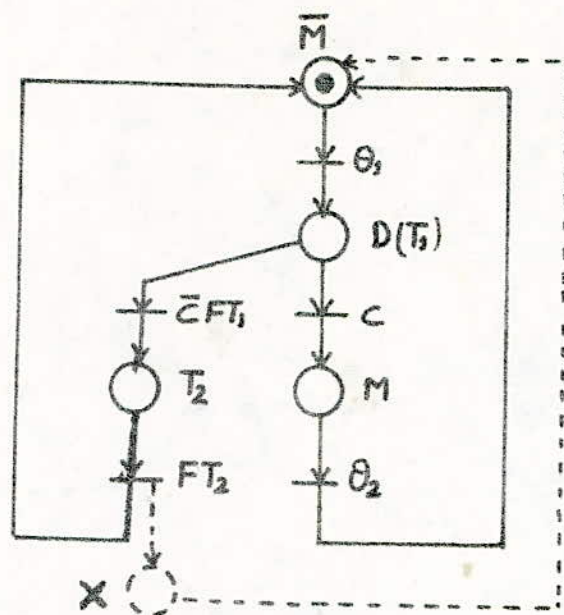 M̄
θ₁
D(T₁)
C̄FT₁
C
T₂
M
FT₂
θ₂
X